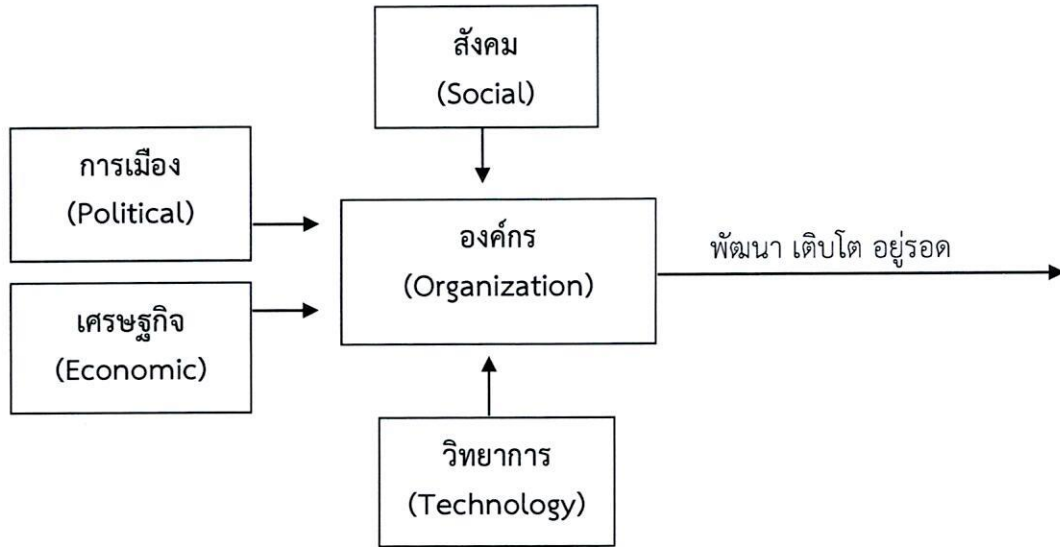 สังคม
(Social)
การเมือง
(Political)
องค์กร
(Organization)
พัฒนา เติบโต อยู่รอด
เศรษฐกิจ
(Economic)
วิทยาการ
(Technology)